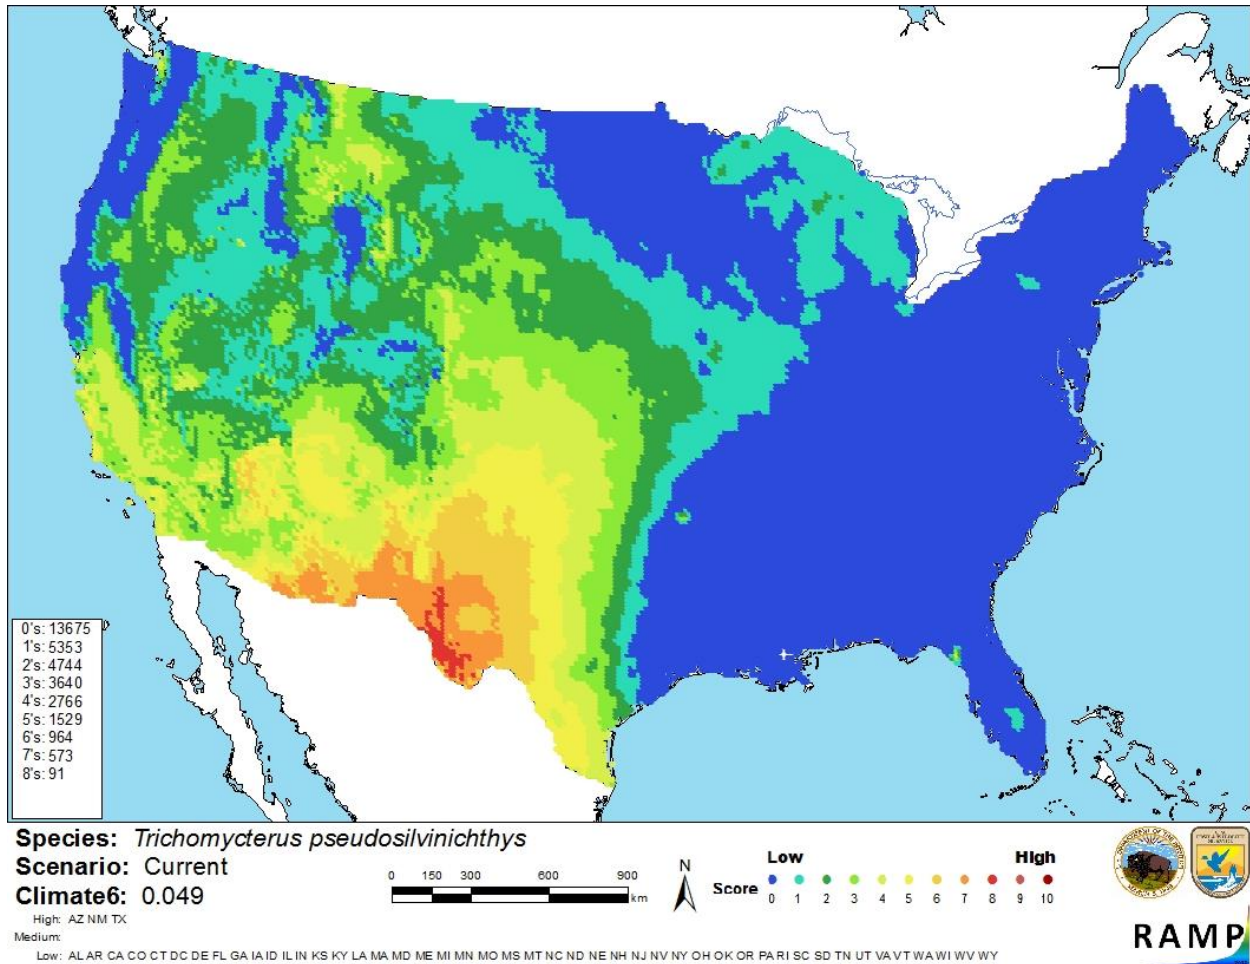 0's: 13675
1's: 5353
2's: 4744
3's: 3640
4's: 2766
5's: 1529
6's: 964
7's: 573
8's: 91
Species: Trichomycterus pseudosilvinichthys
Scenario: Current
Climate6: 0.049
High: AZ NM TX
Medium:
Low: AL AR CA CO CT DC DE FL GA IA ID IL IN KS KY LA MA MD ME MI MN MO MS MT NC ND NE NH NJ NV NY OH OK OR PA RI SC SD TN UT VA VT WA WI WV WY
0 150 300 600 900
km
N
Low High
Score
0 1 2 3 4 5 6 7 8 9 10
RAMP